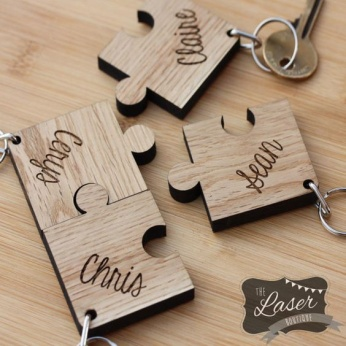 Claire
Cerys
Sean
Chris
THE
Laser
BOUTIQUE